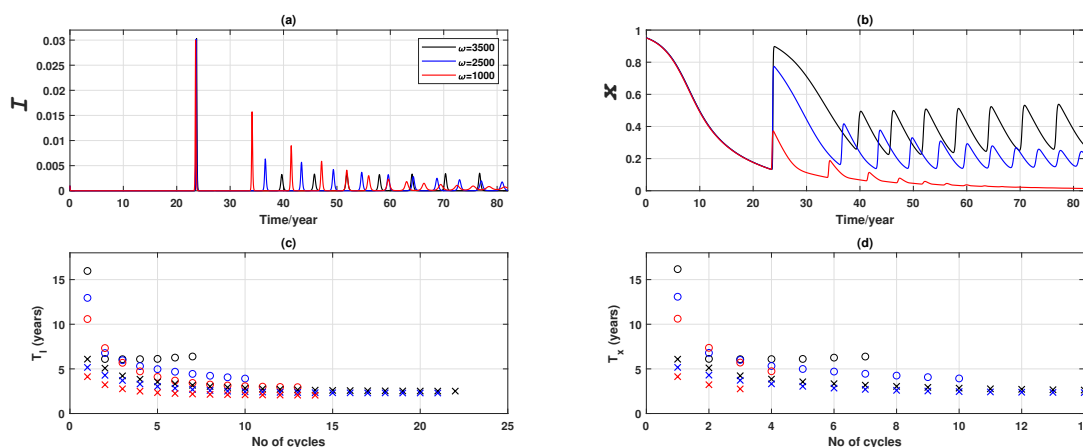 (a)
I
0.03
0.025
0.02
0.015
0.01
0.005
0
ω=3500
ω=2500
ω=1000
0 10 20 30 40 50 60 70 80
Time/year
(b)
x
1
0.8
0.6
0.4
0.2
0
0 10 20 30 40 50 60 70 80
Time/year
(c)
T_I (years)
15
10
5
0
0 5 10 15 20 25
No of cycles
(d)
T_x (years)
15
10
5
0
0 2 4 6 8 10 12 14
No of cycles